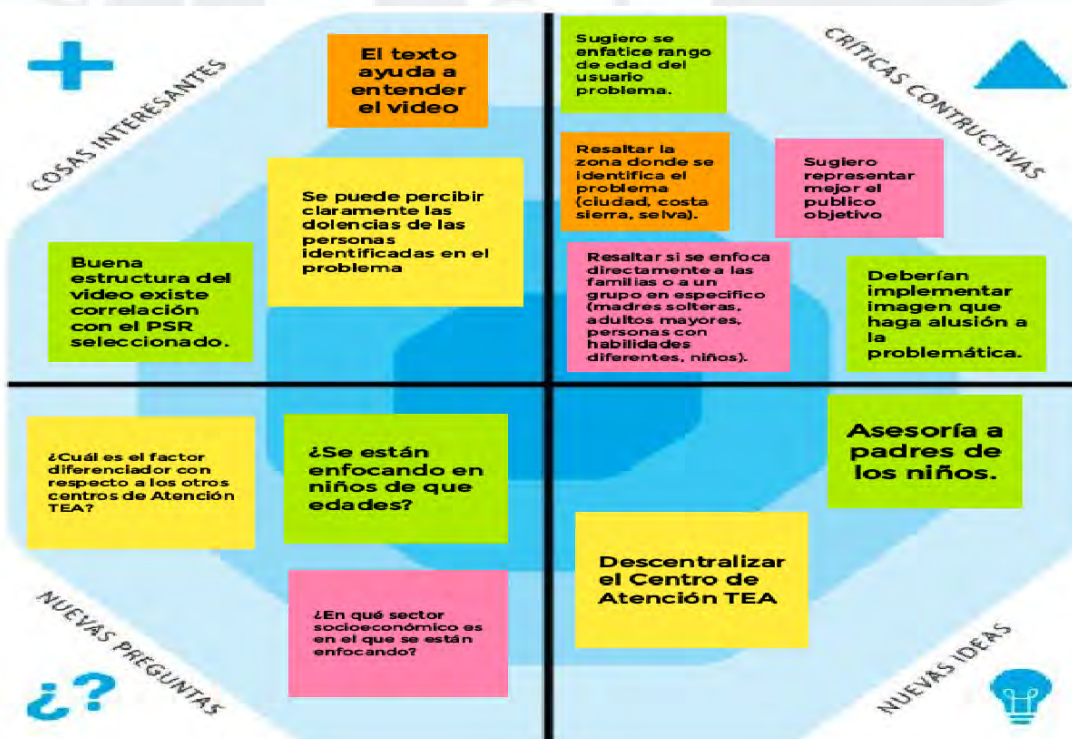 COSAS INTERESANTES
El texto
ayuda a
entender
el video
Se puede percibir
claramente las
dolencias de las
personas
identificadas en el
problema
Buena
estructura del
video existe
correlación
con el PSR
seleccionado.
CRÍTICAS CONTRUCTIVAS
Sugiero se
enfatice rango
de edad del
usuario
problema.
Resaltar la
zona donde se
identifica el
problema
(ciudad, costa
sierra, selva).
Sugiero
representar
mejor el
publico
objetivo
Resaltar si se enfoca
directamente a las
familias o a un
grupo en específico
(madres solteras,
adultos mayores,
personas con
habilidades
diferentes, niños).
Deberían
implementar
imagen que
haga alusión a
la
problemática.
¿Cuál es el factor
diferenciador con
respecto a los otros
centros de Atención
TEA?
¿Se están
enfocando en
niños de que
edades?
¿En qué sector
socioeconómico es
en el que se están
enfocando?
NUEVAS PREGUNTAS
¿?
Asesoría a
padres de
los niños.
Descentralizar
el Centro de
Atención TEA
NUEVAS IDEAS